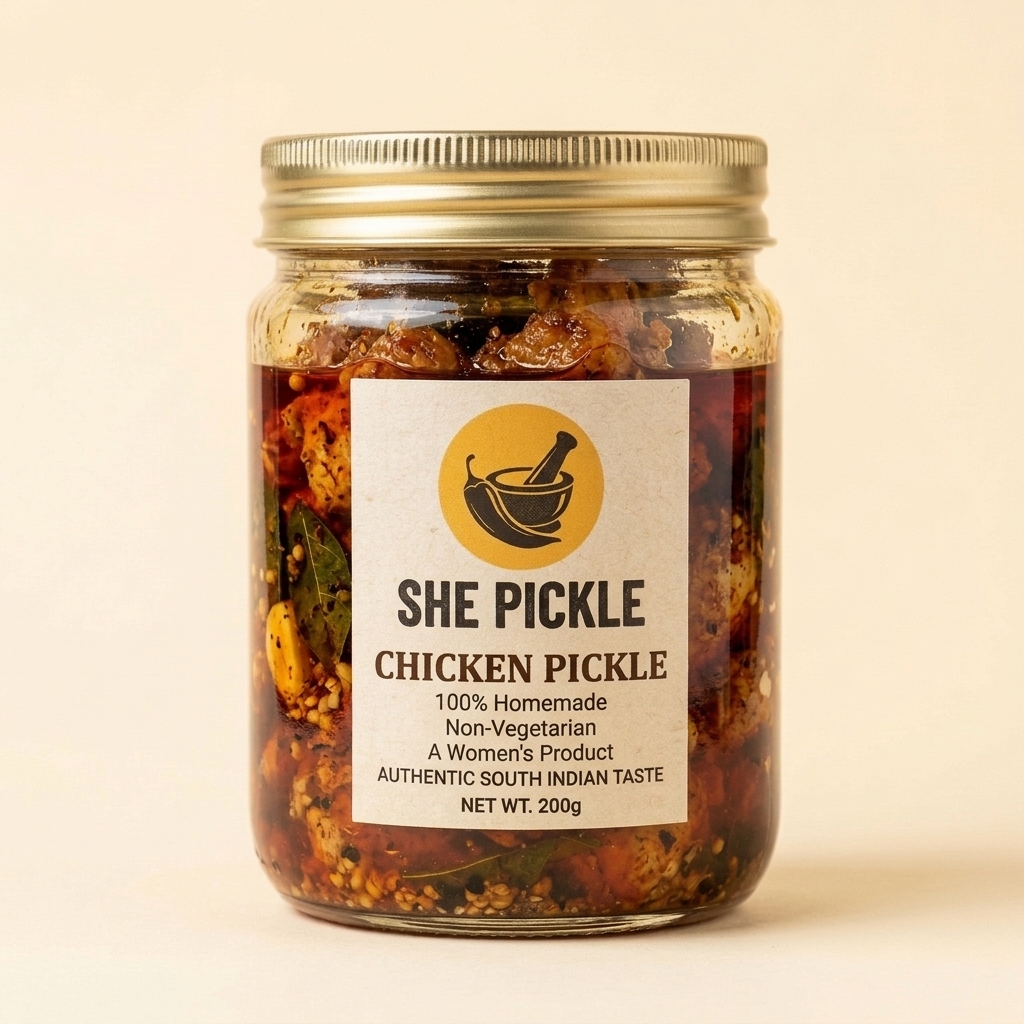 SHE PICKLE
CHICKEN PICKLE
100% Homemade
Non-Vegetarian
A Women's Product
AUTHENTIC SOUTH INDIAN TASTE
NET WT. 200g